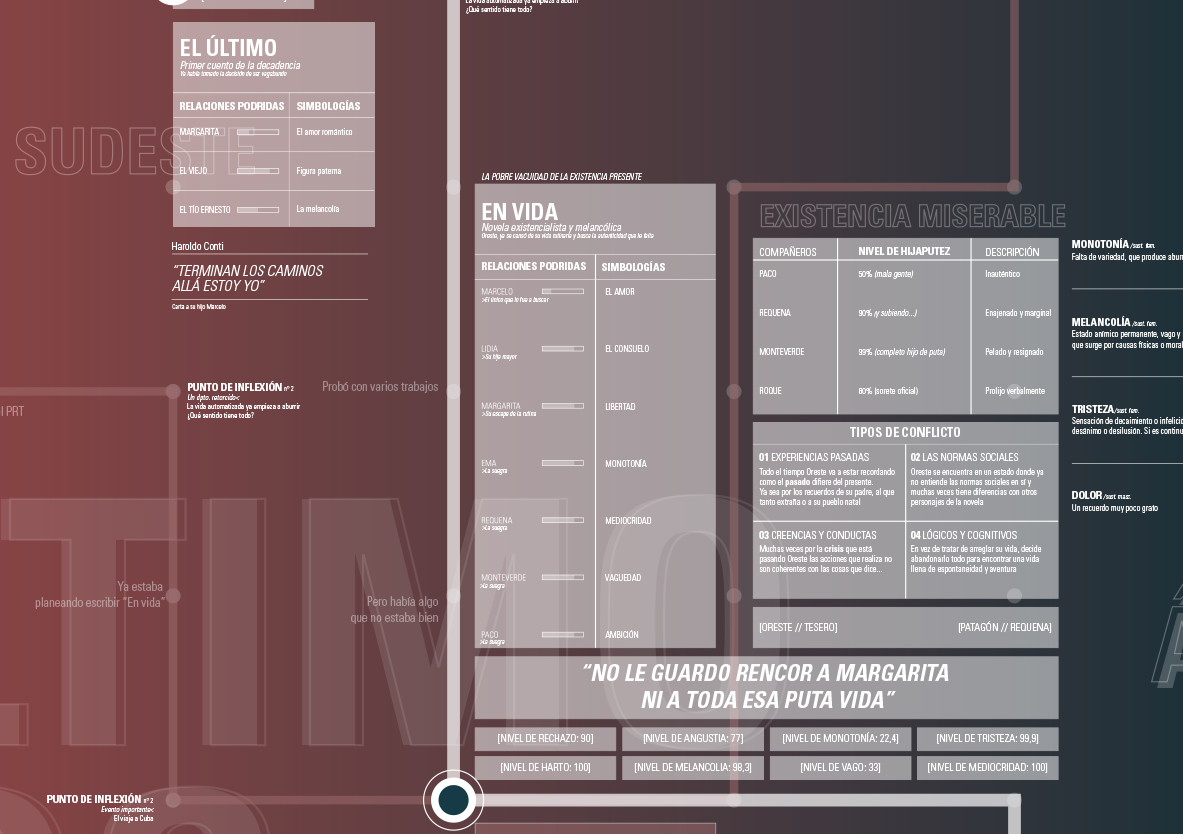 La vida automatizada ya empieza a aburrir
¿Qué sentido tiene todo?
EL ÚLTIMO
Primer cuento de la decadencia
Ya había tomado la decisión de ser vagabundo
RELACIONES PODRIDAS SIMBOLOGÍAS
MARGARITA El amor romántico
EL VIEJO Figura paterna
EL TÍO ERNESTO La melancolía
SUDESTE
Haroldo Conti
“TERMINAN LOS CAMINOS
ALLÁ ESTOY YO”
Carta a su hijo Marcelo
PUNTO DE INFLEXIÓN nº 2
Un dpto. retorcido<
La vida automatizada ya empieza a aburrir
¿Qué sentido tiene todo?
Probó con varios trabajos
l PRT
Ya estaba
planeando escribir “En vida”
Pero había algo
que no estaba bien
LTIMO
PUNTO DE INFLEXIÓN nº 2
Evento importante<
El viaje a Cuba
LA POBRE VACUIDAD DE LA EXISTENCIA PRESENTE
EN VIDA
Novela existencialista y melancólica
Oreste, ya se cansó de su vida rutinaria y busca la autenticidad que le falta
RELACIONES PODRIDAS SIMBOLOGÍAS
MARCELO EL AMOR
>El único que lo fue a buscar
LIDIA EL CONSUELO
>Su hija mayor
MARGARITA LIBERTAD
>Su escape de la rutina
EMA MONOTONÍA
>La suegra
REQUENA MEDIOCRIDAD
>La suegra
MONTEVERDE VAGUEDAD
>La suegra
PACO AMBICIÓN
>La suegra
EXISTENCIA MISERABLE
COMPAÑEROS NIVEL DE HIJAPUTEZ DESCRIPCIÓN
PACO 50% (mala gente) Inauténtico
REQUENA 90% (y subiendo...) Enajenado y marginal
MONTEVERDE 99% (completo hijo de puta) Pelado y resignado
ROQUE 80% (sorete oficial) Prolijo verbalmente
TIPOS DE CONFLICTO
01 EXPERIENCIAS PASADAS
Todo el tiempo Oreste va a estar recordando
como el pasado difiere del presente.
Ya sea por los recuerdos de su padre, al que
tanto extraña o a su pueblo natal
02 LAS NORMAS SOCIALES
Oreste se encuentra en un estado donde ya
no entiende las normas sociales en sí y
muchas veces tiene diferencias con otros
personajes de la novela
03 CREENCIAS Y CONDUCTAS
Muchas veces por la crisis que está
pasando Oreste las acciones que realiza no
son coherentes con las cosas que dice...
04 LÓGICOS Y COGNITIVOS
En vez de tratar de arreglar su vida, decide
abandonarlo todo para encontrar una vida
llena de espontaneidad y aventura
[ORESTE // TESERO] [PATAGÓN // REQUENA]
“NO LE GUARDO RENCOR A MARGARITA
NI A TODA ESA PUTA VIDA”
[NIVEL DE RECHAZO: 90] [NIVEL DE ANGUSTIA: 77] [NIVEL DE MONOTONÍA: 22,4] [NIVEL DE TRISTEZA: 99,9]
[NIVEL DE HARTO: 100] [NIVEL DE MELANCOLIA: 98,3] [NIVEL DE VAGO: 33] [NIVEL DE MEDIOCRIDAD: 100]
MONOTONÍA /sust. fem.
Falta de variedad, que produce abur
MELANCOLÍA /sust. fem.
Estado anímico permanente, vago y
que surge por causas físicas o moral
TRISTEZA /sust. fem.
Sensación de decaimiento o infelici
desánimo o desilusión. Si es continu
DOLOR /sust. masc.
Un recuerdo muy poco grato